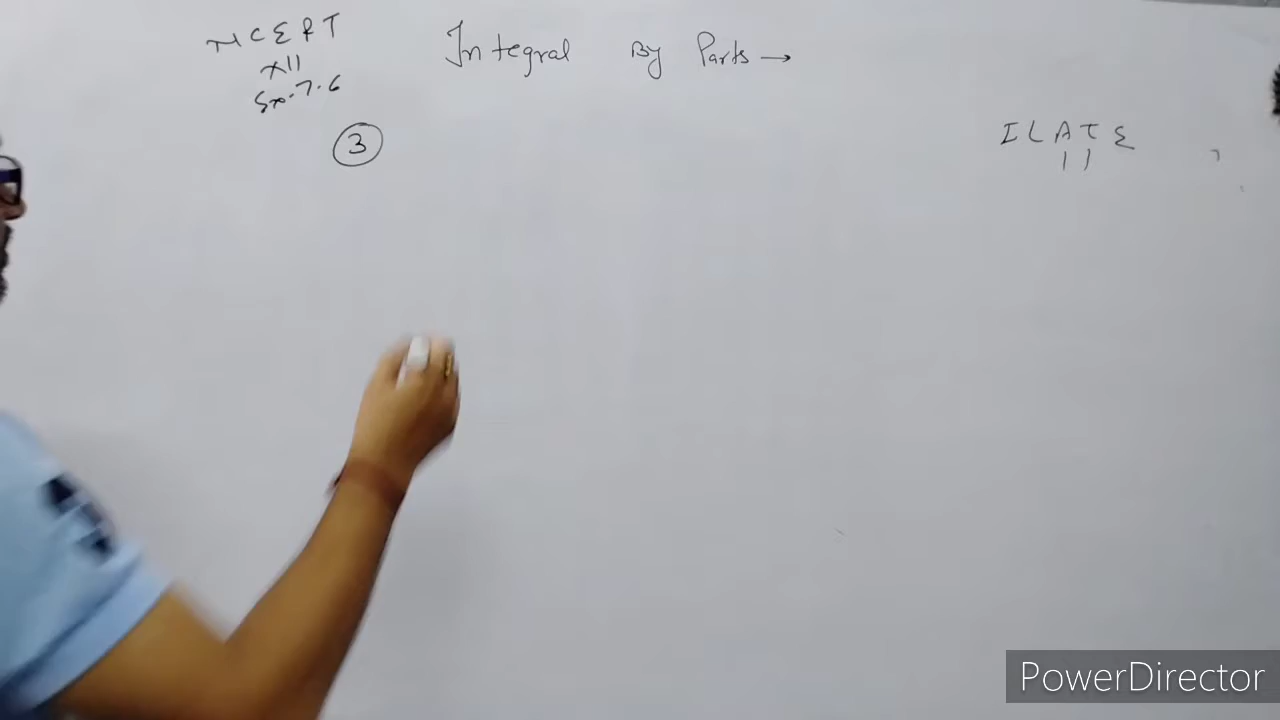 NCERT
XII
Ex. 7.6
Integral By Parts →
3
ILATE
PowerDirector